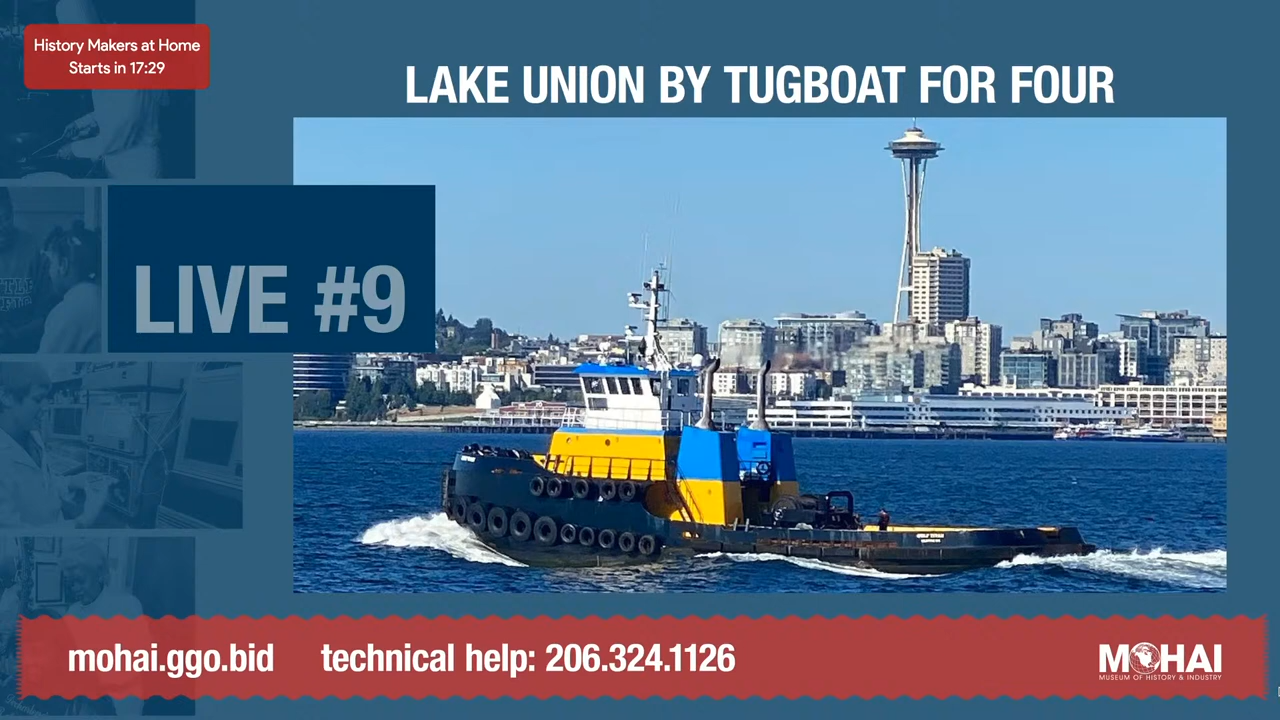 History Makers at Home
Starts in 17:29
LAKE UNION BY TUGBOAT FOR FOUR
LIVE #9
mohai.ggo.bid technical help: 206.324.1126
MOHAI
MUSEUM OF HISTORY & INDUSTRY